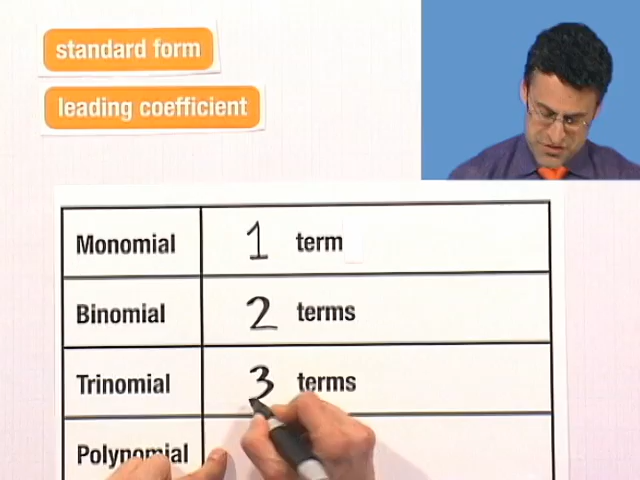 standard form
leading coefficient
Monomial 1 term
Binomial 2 terms
Trinomial 3 terms
Polynomial